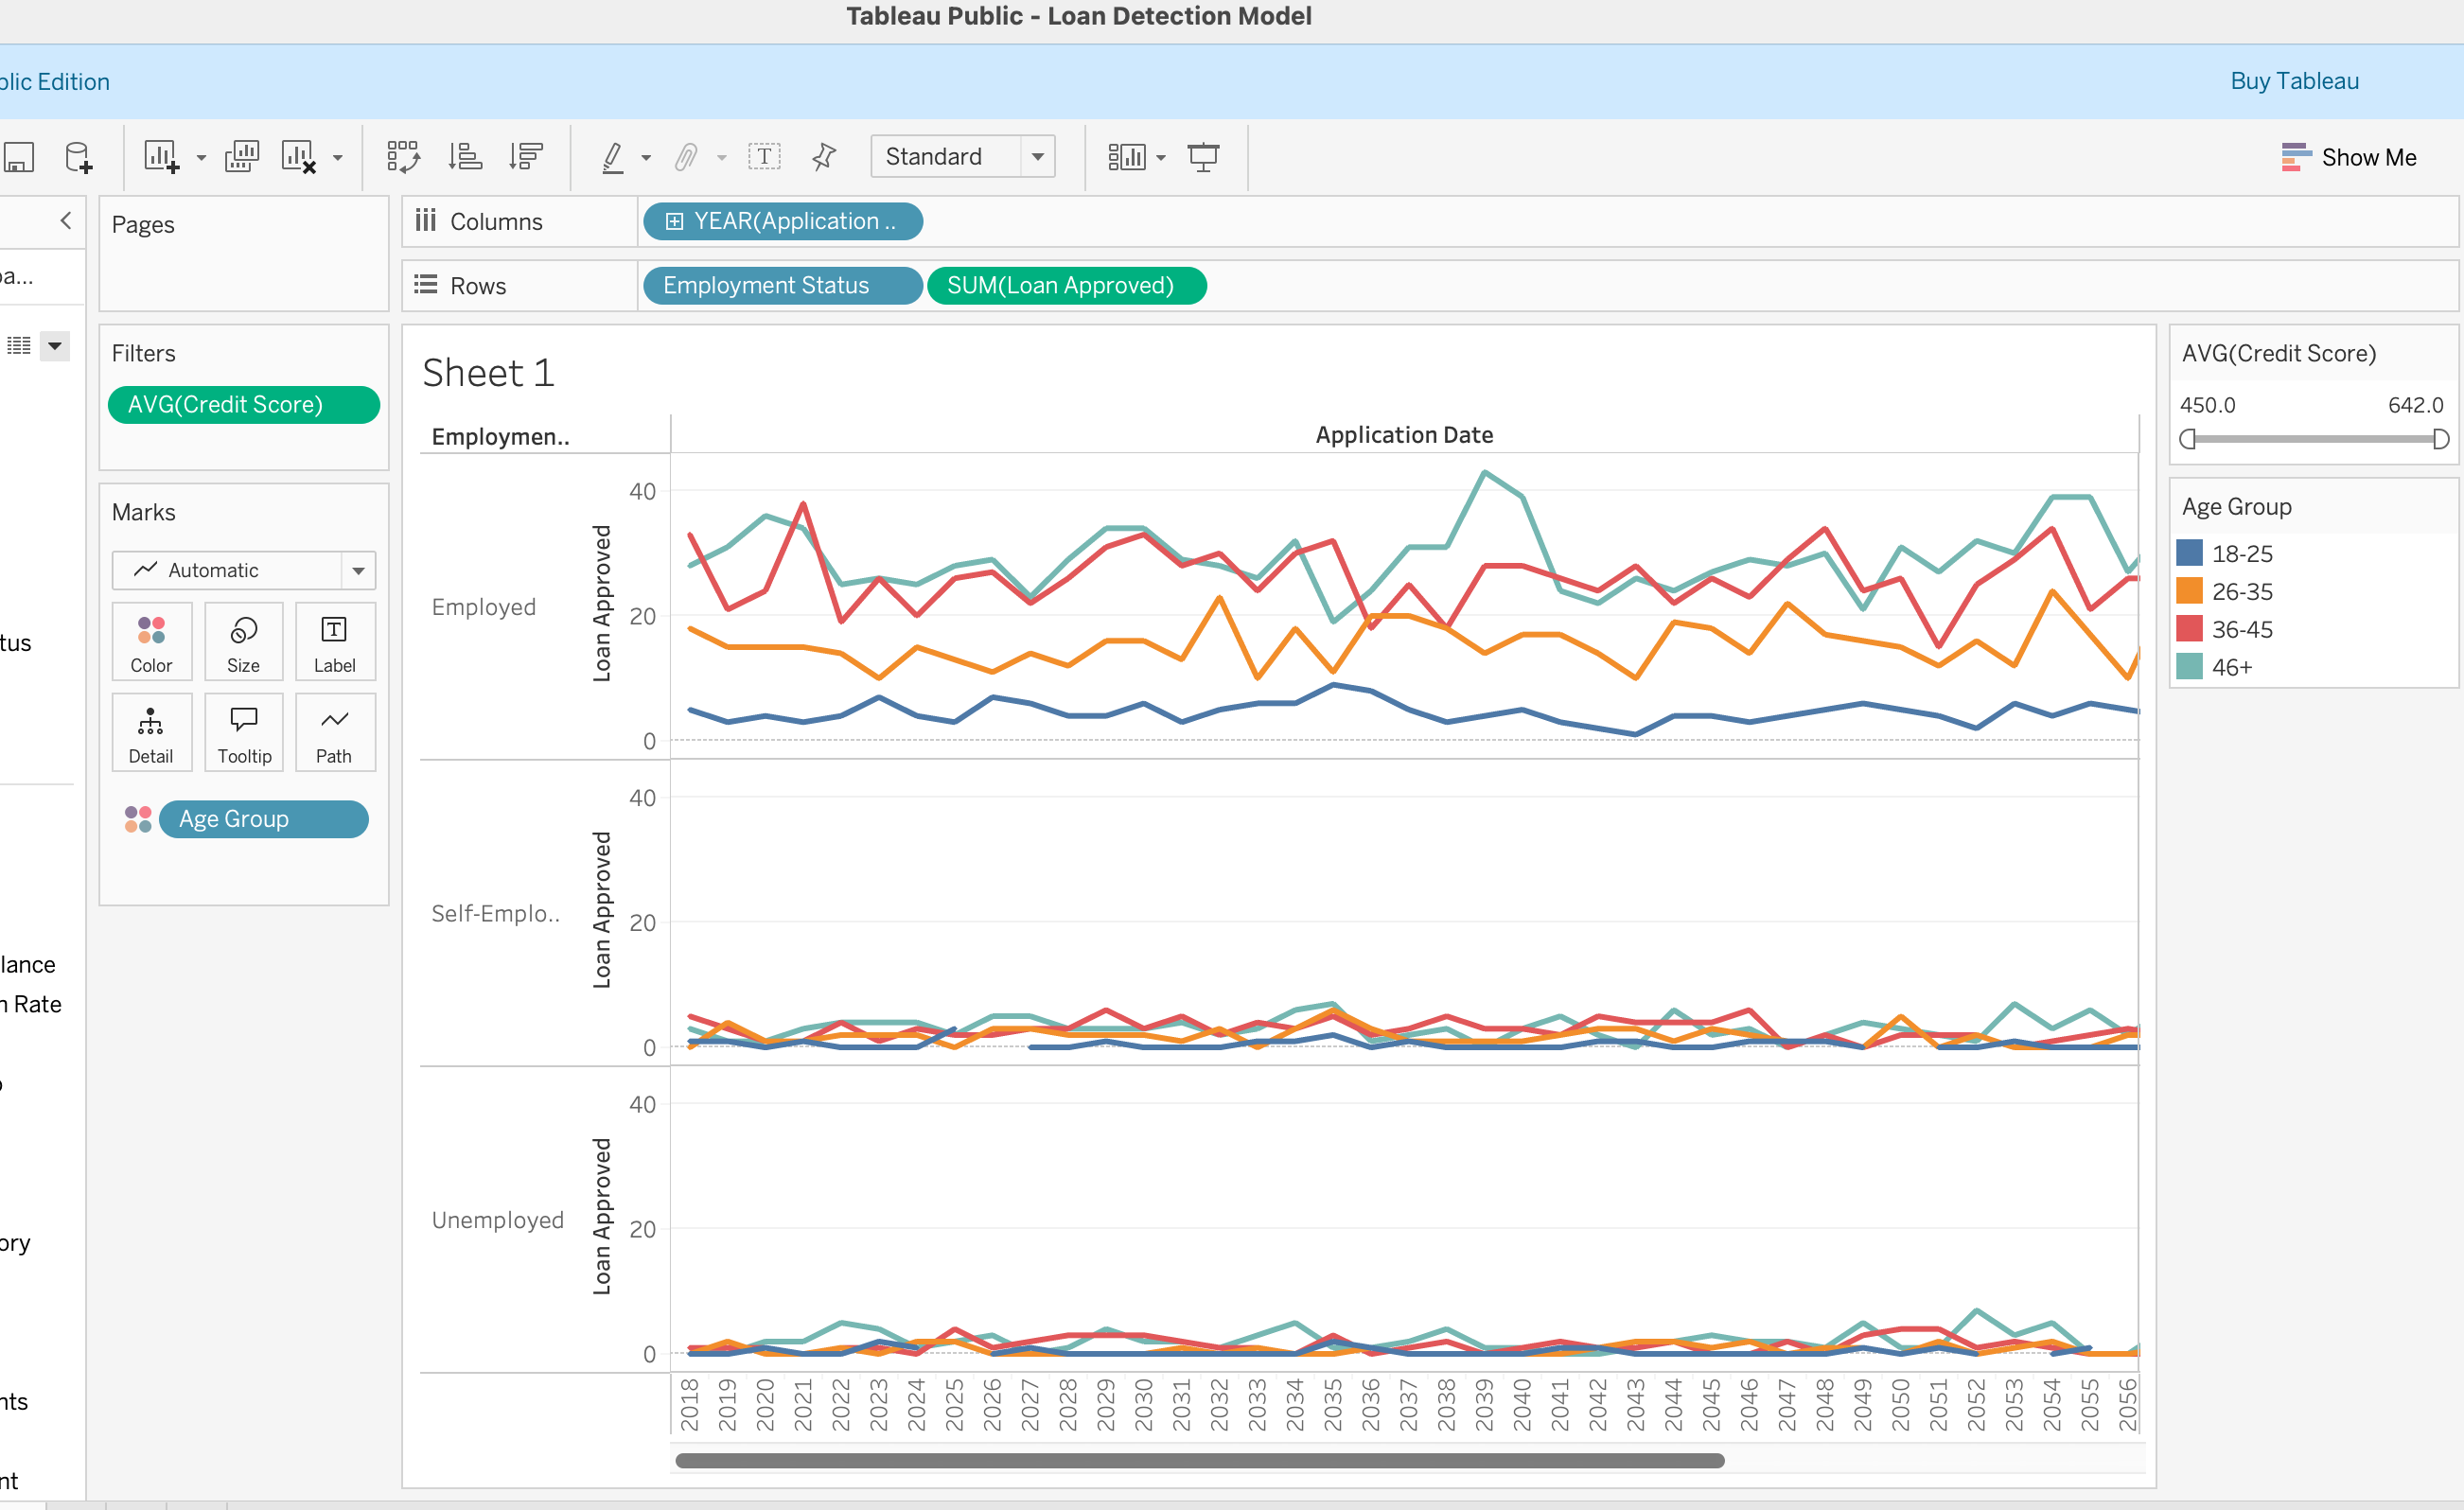 Tableau Public - Loan Detection Model
blic Edition
Buy Tableau
Standard
Show Me
Pages
Columns
YEAR(Application ..
Rows
Employment Status
SUM(Loan Approved)
Filters
AVG(Credit Score)
Marks
Automatic
Color
Size
Label
Detail
Tooltip
Path
Age Group
a...
tus
lance
n Rate
ory
nts
nt
Sheet 1
Employmen..
Application Date
Employed
Loan Approved
40
20
0
Self-Emplo..
Loan Approved
40
20
0
Unemployed
Loan Approved
40
20
0
2018 2019 2020 2021 2022 2023 2024 2025 2026 2027 2028 2029 2030 2031 2032 2033 2034 2035 2036 2037 2038 2039 2040 2041 2042 2043 2044 2045 2046 2047 2048 2049 2050 2051 2052 2053 2054 2055 2056
AVG(Credit Score)
450.0 642.0
Age Group
18-25
26-35
36-45
46+